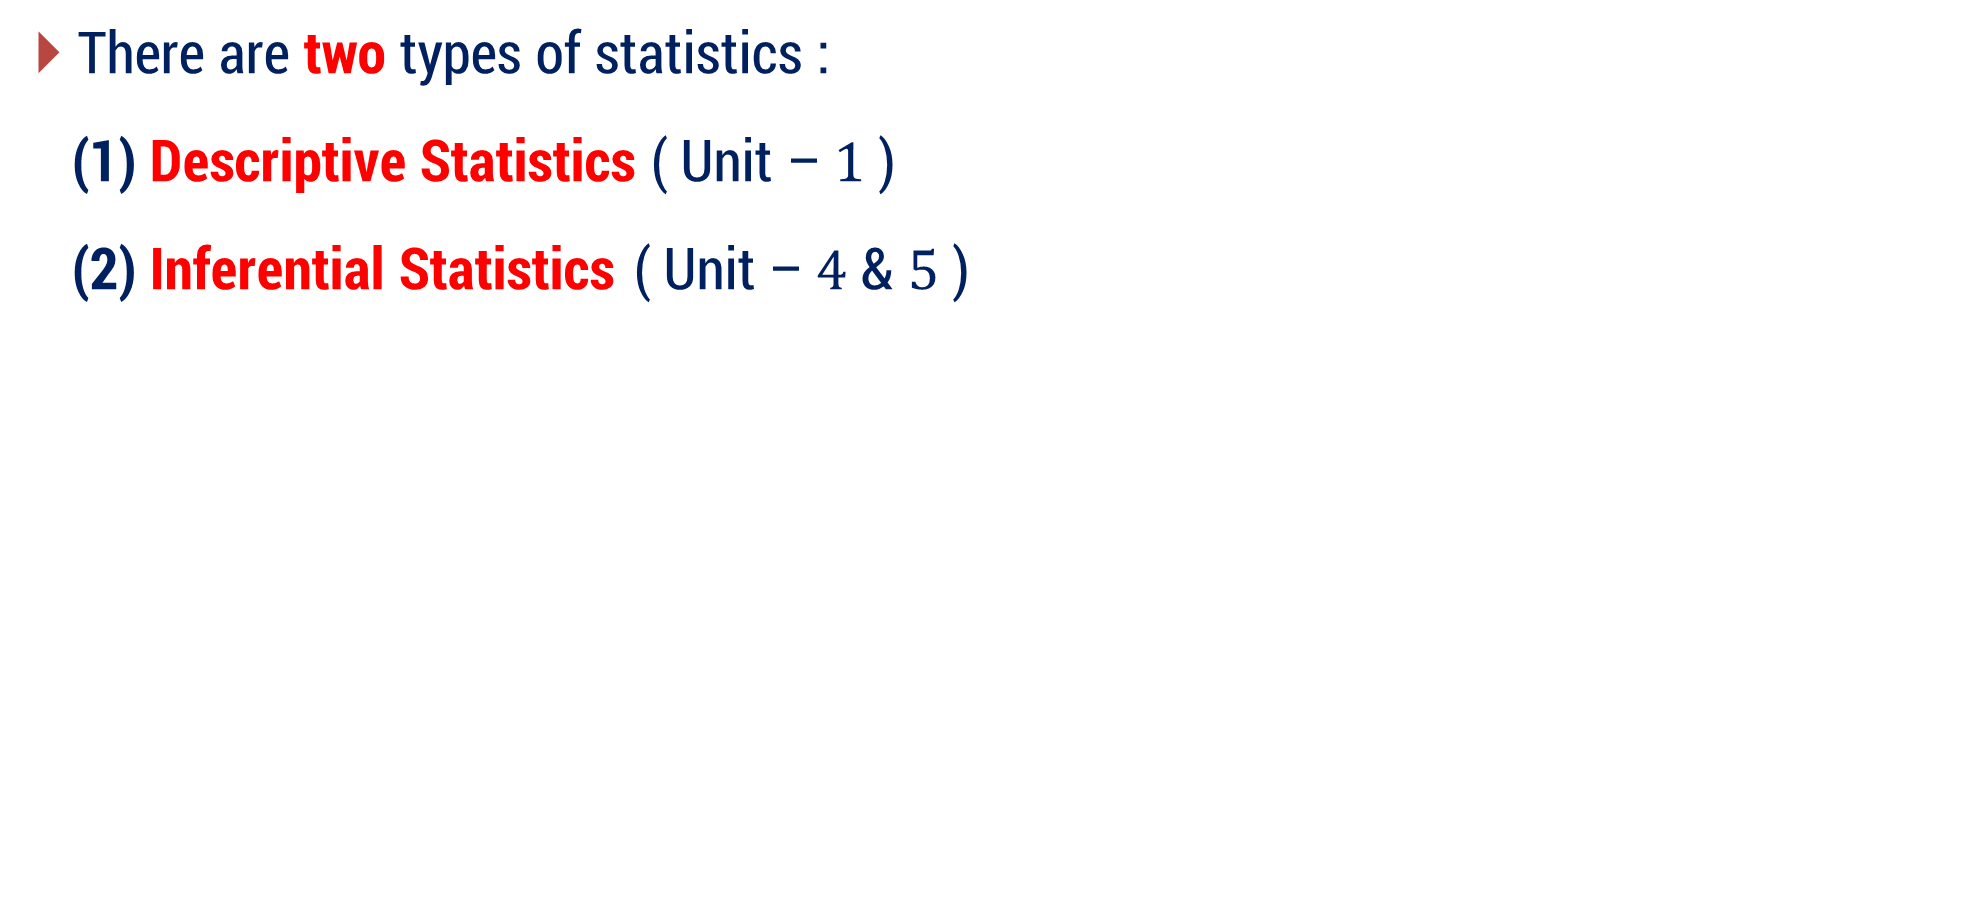 There are two types of statistics :
(1) Descriptive Statistics ( Unit – 1 )
(2) Inferential Statistics ( Unit – 4 & 5 )